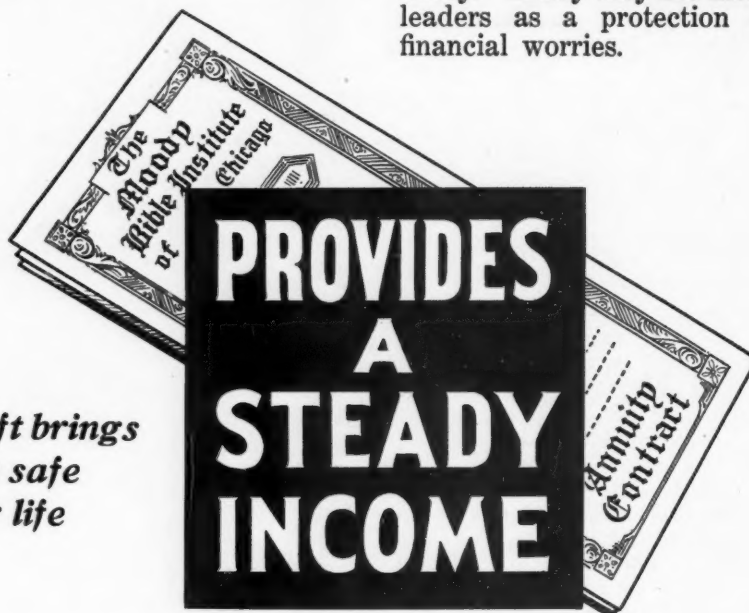 leaders as a protection
financial worries.
The
Moody
Bible Institute
of Chicago
PROVIDES
A
STEADY
INCOME
Annuity
Contract
ft brings
safe
life